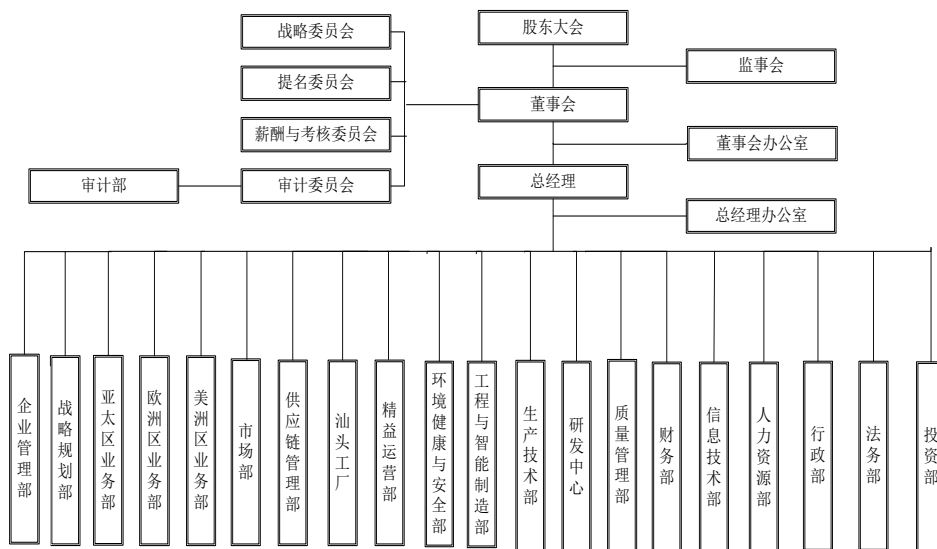 战略委员会
股东大会
监事会
提名委员会
董事会
薪酬与考核委员会
董事会办公室
审计部
审计委员会
总经理
总经理办公室
企业管理部
战略规划部
亚太区业务部
欧洲区业务部
美洲区业务部
市场部
供应链管理部
汕头工厂
精益运营部
环境健康与安全部
工程与智能制造部
生产技术部
研发中心
质量管理部
财务部
信息技术部
人力资源部
行政部
法务部
投资部